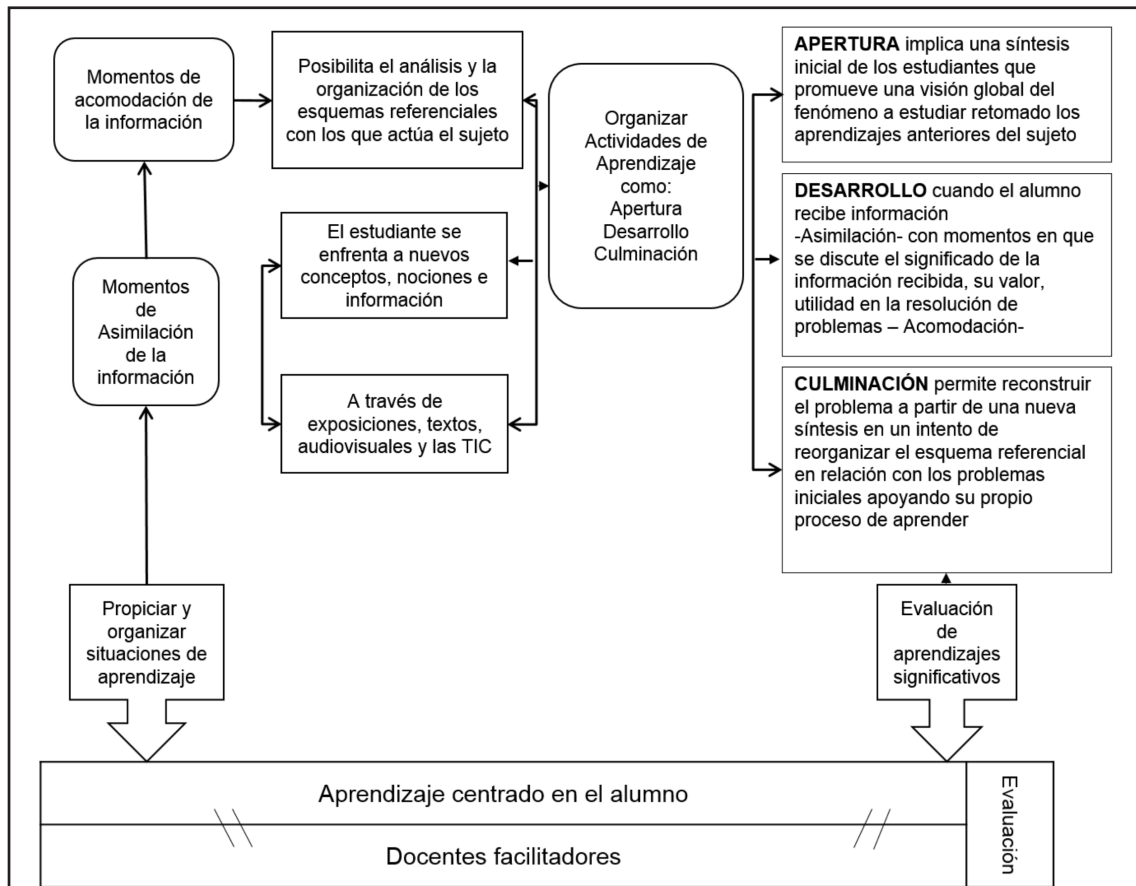 Momentos de
acomodación de
la información
Posibilita el análisis y la
organización de los
esquemas referenciales
con los que actúa el sujeto
Organizar
Actividades de
Aprendizaje
como:
Apertura
Desarrollo
Culminación
APERTURA implica una síntesis
inicial de los estudiantes que
promueve una visión global del
fenómeno a estudiar retomado los
aprendizajes anteriores del sujeto
El estudiante se
enfrenta a nuevos
conceptos, nociones e
información
DESARROLLO cuando el alumno
recibe información
-Asimilación- con momentos en que
se discute el significado de la
información recibida, su valor,
utilidad en la resolución de
problemas – Acomodación-
Momentos
de
Asimilación
de la
información
A través de
exposiciones, textos,
audiovisuales y las TIC
CULMINACIÓN permite reconstruir
el problema a partir de una nueva
síntesis en un intento de
reorganizar el esquema referencial
en relación con los problemas
iniciales apoyando su propio
proceso de aprender
Propiciar y
organizar
situaciones de
aprendizaje
Evaluación
de
aprendizajes
significativos
Aprendizaje centrado en el alumno
Docentes facilitadores
Evaluación